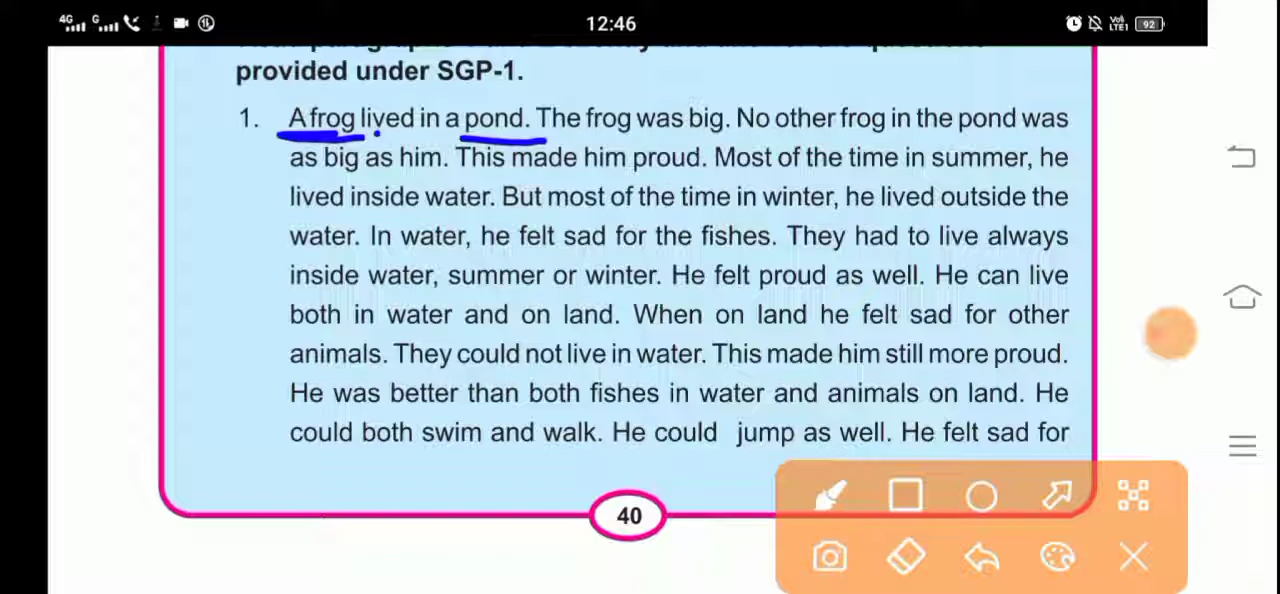 4G G 12:46 VoI LTE1 92
provided under SGP-1.
1. A frog lived in a pond. The frog was big. No other frog in the pond was
as big as him. This made him proud. Most of the time in summer, he
lived inside water. But most of the time in winter, he lived outside the
water. In water, he felt sad for the fishes. They had to live always
inside water, summer or winter. He felt proud as well. He can live
both in water and on land. When on land he felt sad for other
animals. They could not live in water. This made him still more proud.
He was better than both fishes in water and animals on land. He
could both swim and walk. He could jump as well. He felt sad for
40